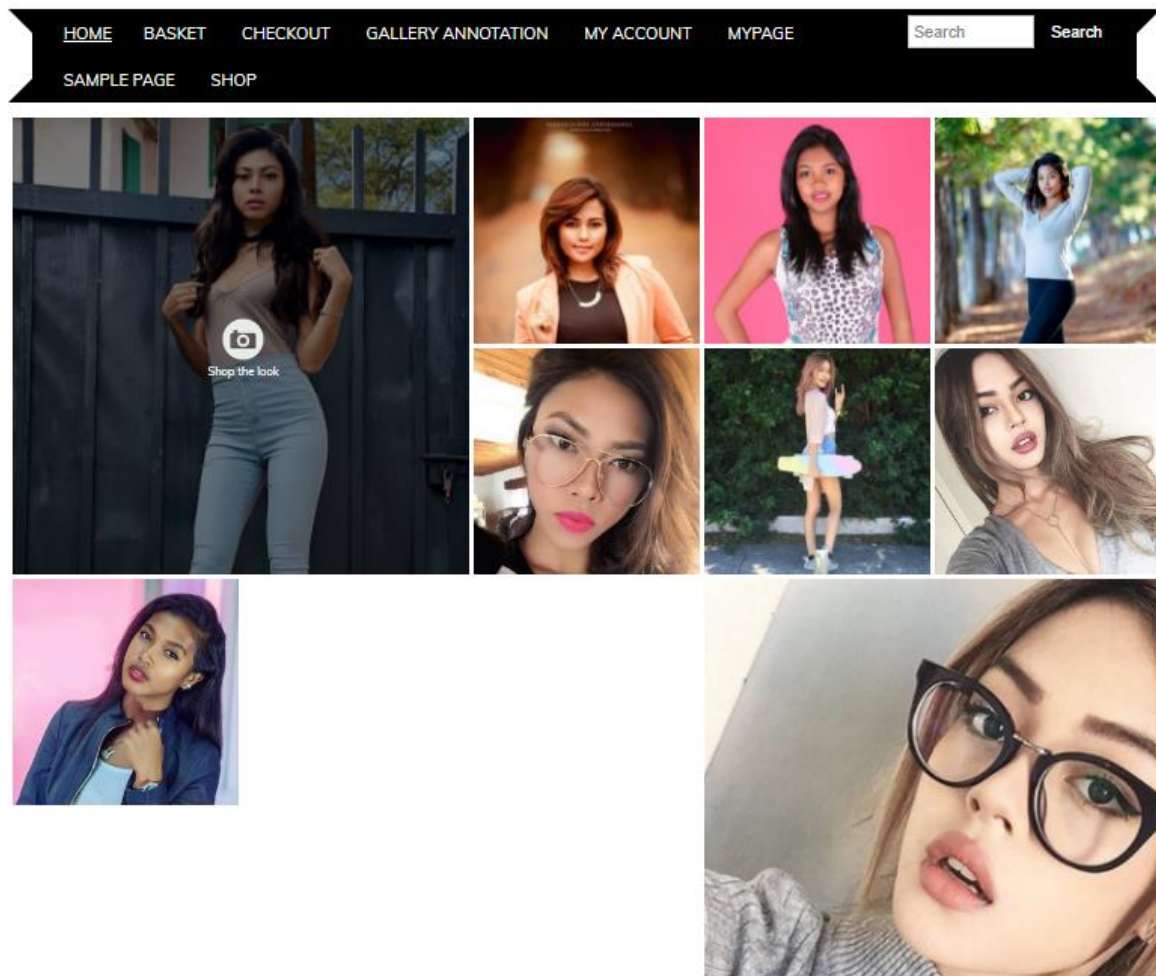 HOME BASKET CHECKOUT GALLERY ANNOTATION MY ACCOUNT MYPAGE Search Search
SAMPLE PAGE SHOP
Shop the look